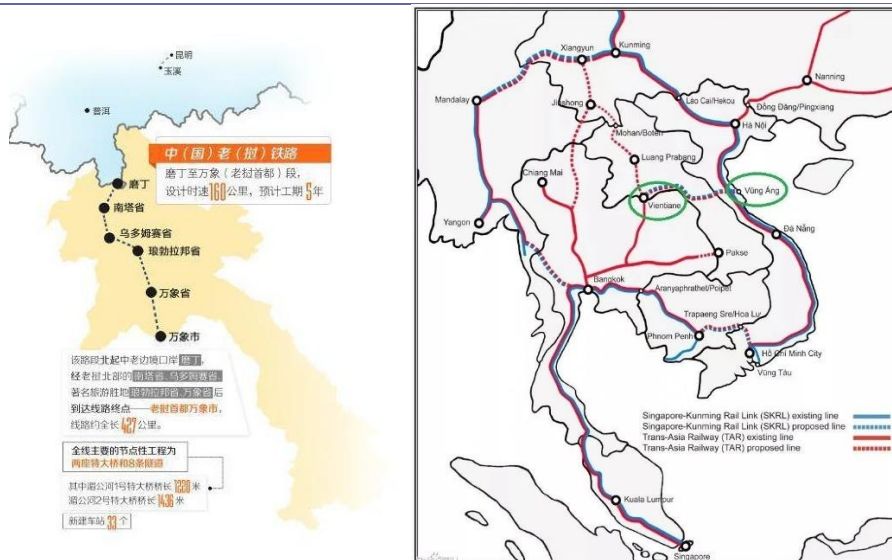 昆明
玉溪
普洱
中（国）老（挝）铁路
磨丁至万象（老挝首都）段，
设计时速160公里，预计工期5年
磨丁
南塔省
乌多姆赛省
琅勃拉邦省
万象省
万象市
该路段北起中老边境口岸磨丁，
经老挝北部的南塔省、乌多姆赛省、
著名旅游胜地琅勃拉邦省、万象省后
到达线路终点——老挝首都万象市，
线路约全长427公里。
全线主要的节点性工程为
两座特大桥和8条隧道
其中湄公河1号特大桥桥长1228米
湄公河2号特大桥桥长1436米
新建车站33个
Xiangyun
Kunming
Nanning
Mandalay
Jinghong
Lào Cai/Hekou
Đồng Đăng/Pingxiang
Hà Nội
Mohan/Boten
Luang Prabang
Chiang Mai
Vientiane
Vũng Áng
Yangon
Đà Nẵng
Pakse
Bangkok
Aranyaphrathet/Poipet
Trapaeng Sre/Hoa Lư
Phnom Penh
Hồ Chí Minh City
Vũng Tàu
Singapore-Kunming Rail Link (SKRL) existing line
Singapore-Kunming Rail Link (SKRL) proposed line
Trans-Asia Railway (TAR) existing line
Trans-Asia Railway (TAR) proposed line
Kuala Lumpur
Singapore